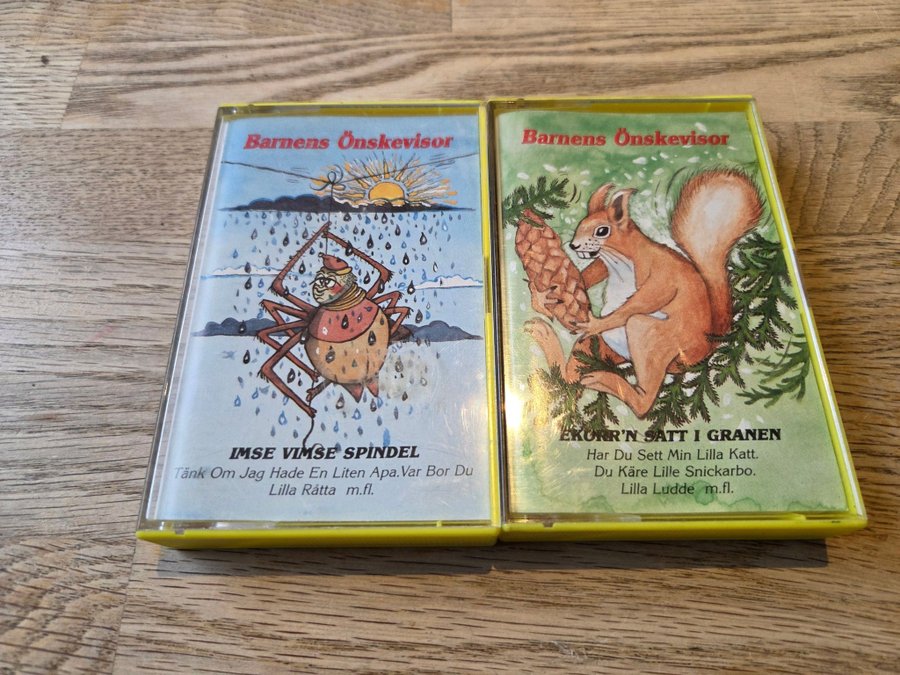 Barnens Önskevisor
IMSE VIMSE SPINDEL
Tänk Om Jag Hade En Liten Apa.Var Bor Du
Lilla Råtta m.fl.
Barnens Önskevisor
EKORR'N SATT I GRANEN
Har Du Sett Min Lilla Katt.
Du Käre Lille Snickarbo.
Lilla Ludde m.fl.